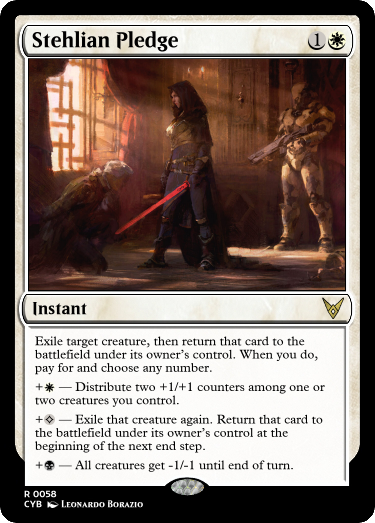 Stehlian Pledge 1
Instant
Exile target creature, then return that card to the
battlefield under its owner's control. When you do,
pay for and choose any number.
+ — Distribute two +1/+1 counters among one or
two creatures you control.
+ — Exile that creature again. Return that card to
the battlefield under its owner's control at the
beginning of the next end step.
+ — All creatures get -1/-1 until end of turn.
R 0058
CYB Leonardo Borazio